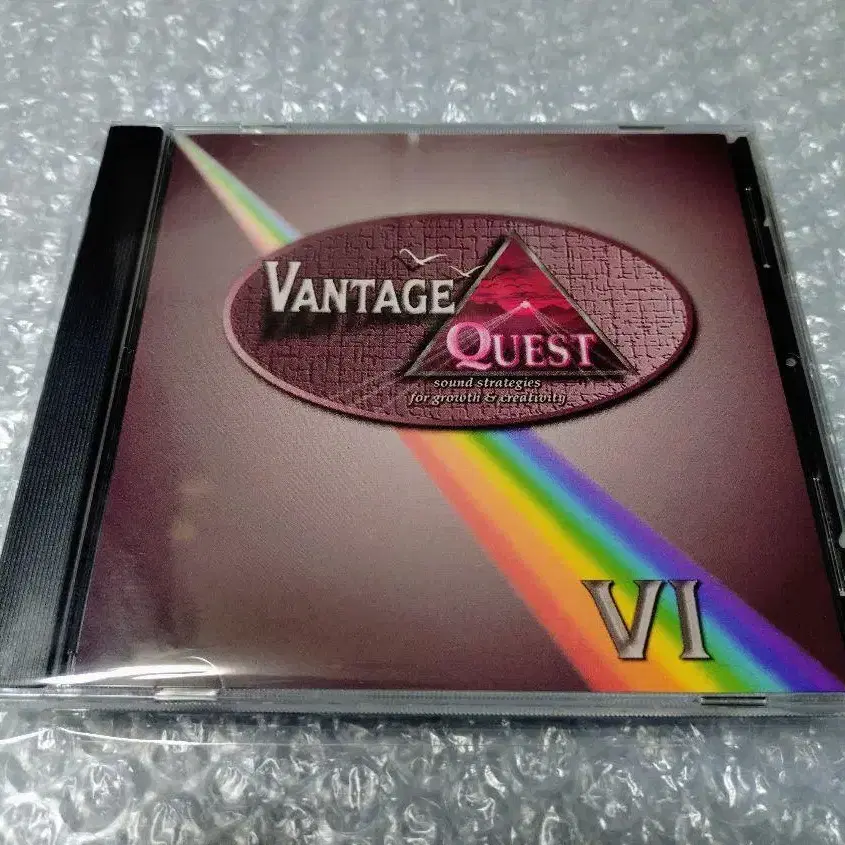 VANTAGE
QUEST
sound strategies
for growth & creativity
VI